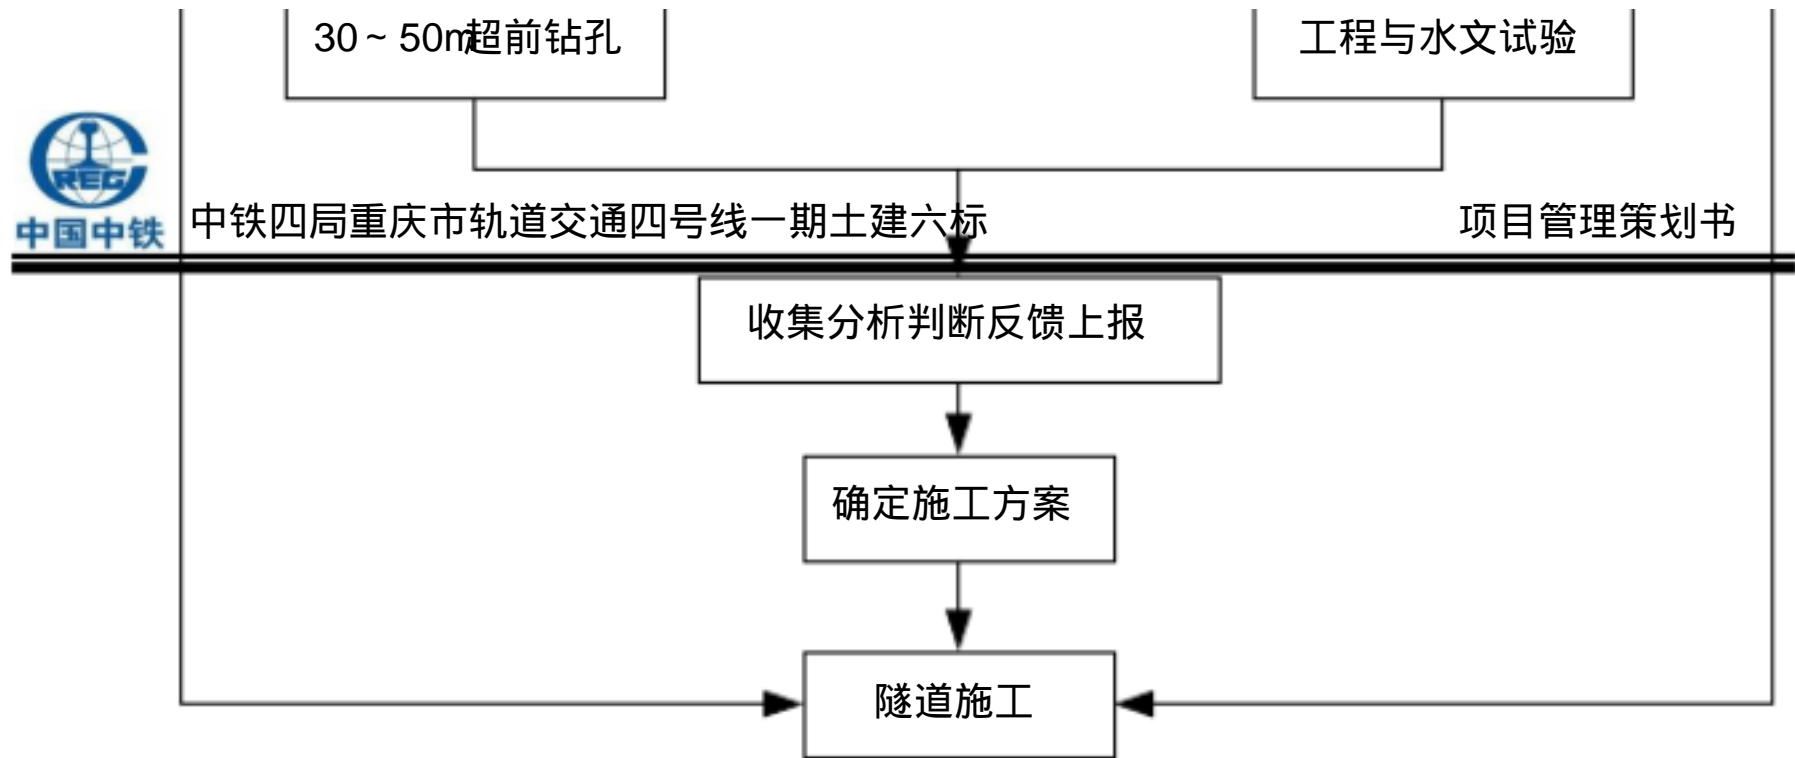 30~50m超前钻孔
工程与水文试验
CREG
中国中铁
中铁四局重庆市轨道交通四号线一期土建六标
项目管理策划书
收集分析判断反馈上报
确定施工方案
隧道施工